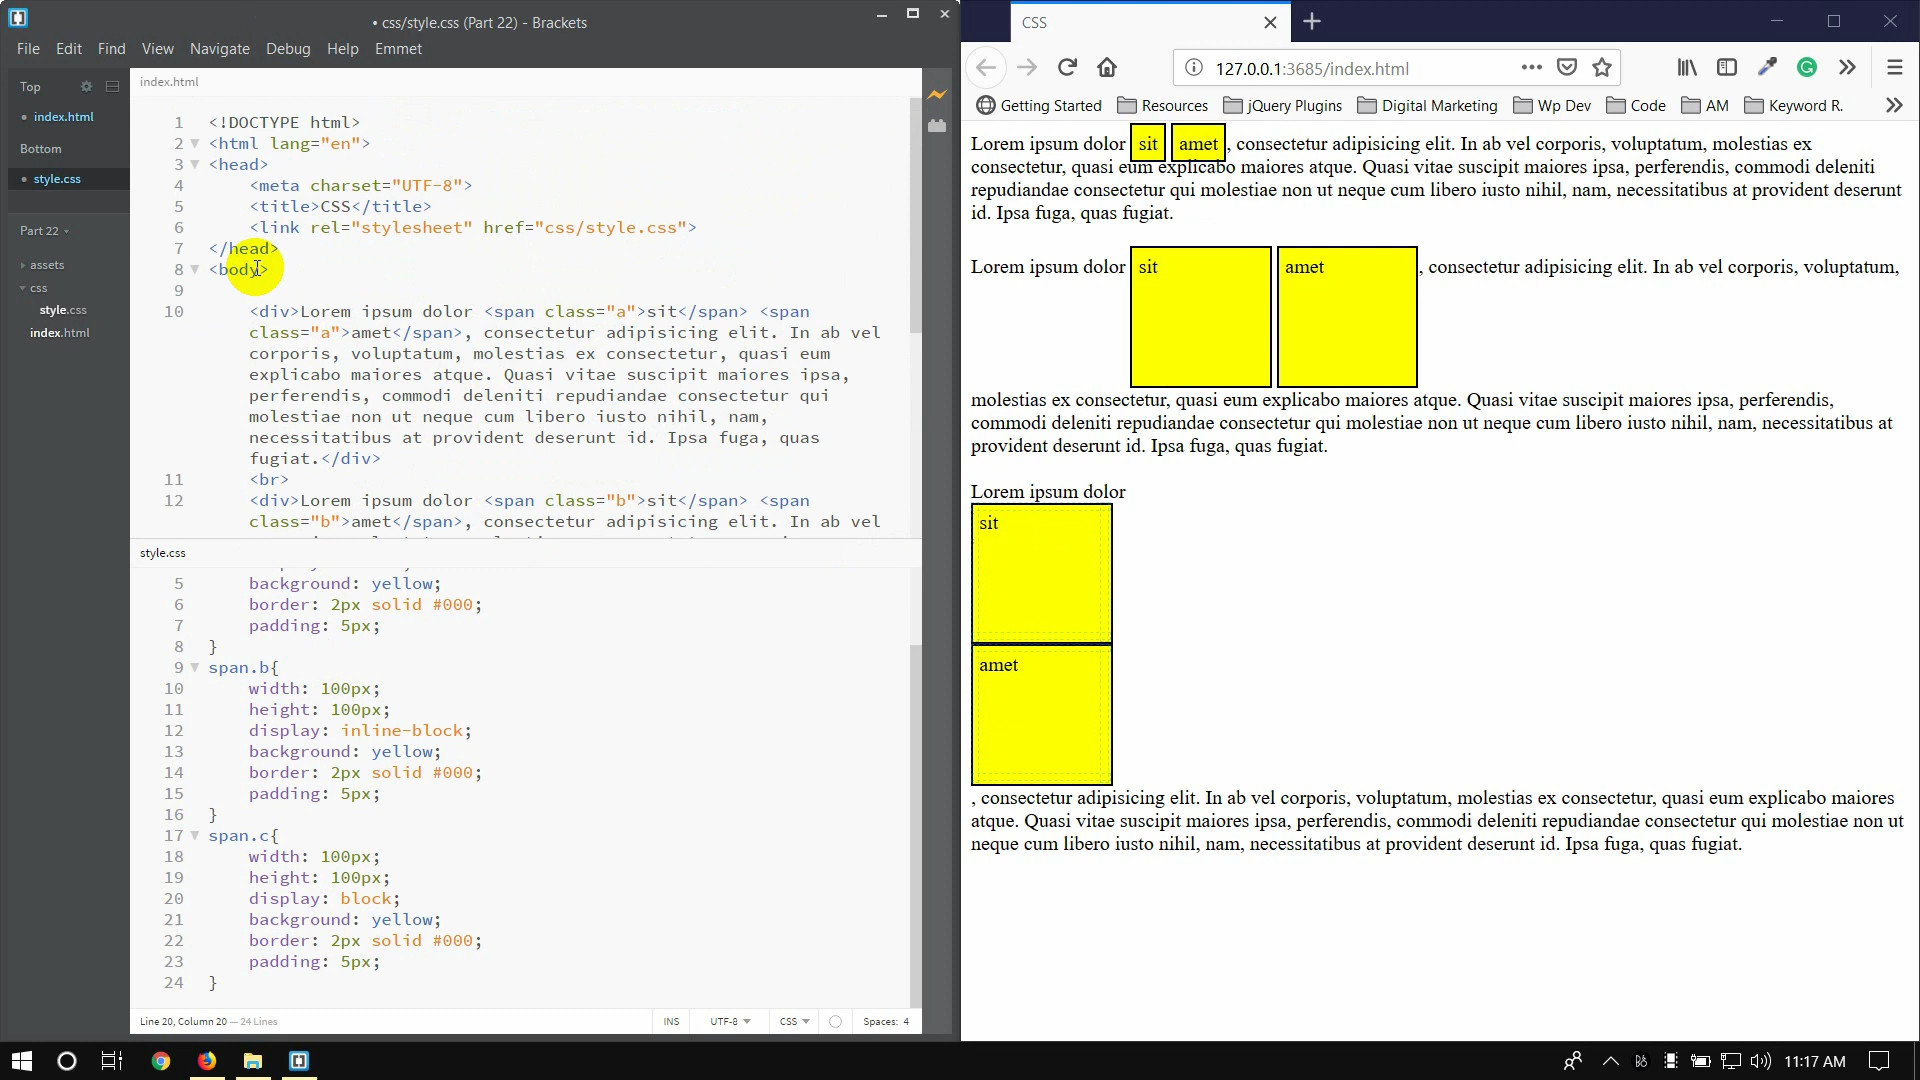 • css/style.css (Part 22) - Brackets
File Edit Find View Navigate Debug Help Emmet
Top
• index.html
Bottom
• style.css
Part 22
assets
css
style.css
index.html
index.html
1 <!DOCTYPE html>
2 <html lang="en">
3 <head>
4 <meta charset="UTF-8">
5 <title>CSS</title>
6 <link rel="stylesheet" href="css/style.css">
7 </head>
8 <body>
9
10 <div>Lorem ipsum dolor <span class="a">sit</span> <span
class="a">amet</span>, consectetur adipisicing elit. In ab vel
corporis, voluptatum, molestias ex consectetur, quasi eum
explicabo maiores atque. Quasi vitae suscipit maiores ipsa,
perferendis, commodi deleniti repudiandae consectetur qui
molestiae non ut neque cum libero iusto nihil, nam,
necessitatibus at provident deserunt id. Ipsa fuga, quas
fugiat.</div>
11 <br>
12 <div>Lorem ipsum dolor <span class="b">sit</span> <span
class="b">amet</span>, consectetur adipisicing elit. In ab vel
style.css
5 background: yellow;
6 border: 2px solid #000;
7 padding: 5px;
8 }
9 span.b{
10 width: 100px;
11 height: 100px;
12 display: inline-block;
13 background: yellow;
14 border: 2px solid #000;
15 padding: 5px;
16 }
17 span.c{
18 width: 100px;
19 height: 100px;
20 display: block;
21 background: yellow;
22 border: 2px solid #000;
23 padding: 5px;
24 }
Line 20, Column 20 — 24 Lines
INS UTF-8 CSS Spaces: 4
CSS
127.0.0.1:3685/index.html
Getting Started Resources jQuery Plugins Digital Marketing Wp Dev Code AM Keyword R.
Lorem ipsum dolor sit amet, consectetur adipisicing elit. In ab vel corporis, voluptatum, molestias ex
consectetur, quasi eum explicabo maiores atque. Quasi vitae suscipit maiores ipsa, perferendis, commodi deleniti
repudiandae consectetur qui molestiae non ut neque cum libero iusto nihil, nam, necessitatibus at provident deserunt
id. Ipsa fuga, quas fugiat.
Lorem ipsum dolor sit amet, consectetur adipisicing elit. In ab vel corporis, voluptatum,
molestias ex consectetur, quasi eum explicabo maiores atque. Quasi vitae suscipit maiores ipsa, perferendis,
commodi deleniti repudiandae consectetur qui molestiae non ut neque cum libero iusto nihil, nam, necessitatibus at
provident deserunt id. Ipsa fuga, quas fugiat.
Lorem ipsum dolor
sit
amet
, consectetur adipisicing elit. In ab vel corporis, voluptatum, molestias ex consectetur, quasi eum explicabo maiores
atque. Quasi vitae suscipit maiores ipsa, perferendis, commodi deleniti repudiandae consectetur qui molestiae non ut
neque cum libero iusto nihil, nam, necessitatibus at provident deserunt id. Ipsa fuga, quas fugiat.
11:17 AM